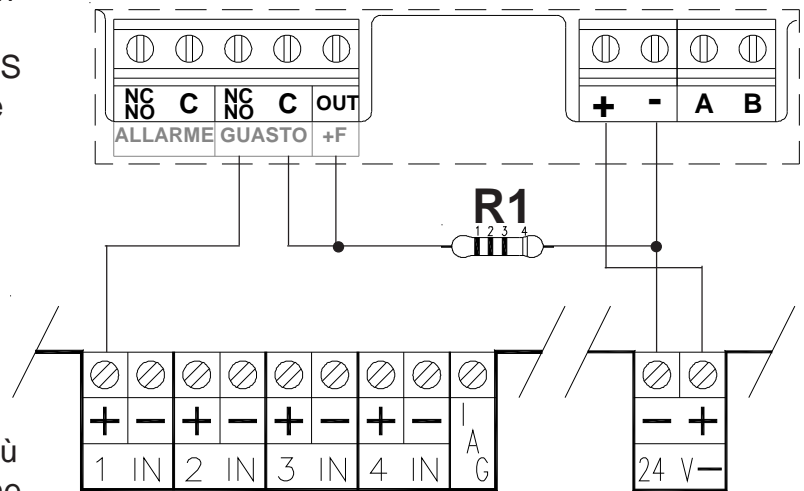 S
e
NC NO C NC NO C OUT + - A B
ALLARME GUASTO +F
R1
1 2 3 4
+ - + - + - + - I A G - +
1 IN 2 IN 3 IN 4 IN 24 V
ù